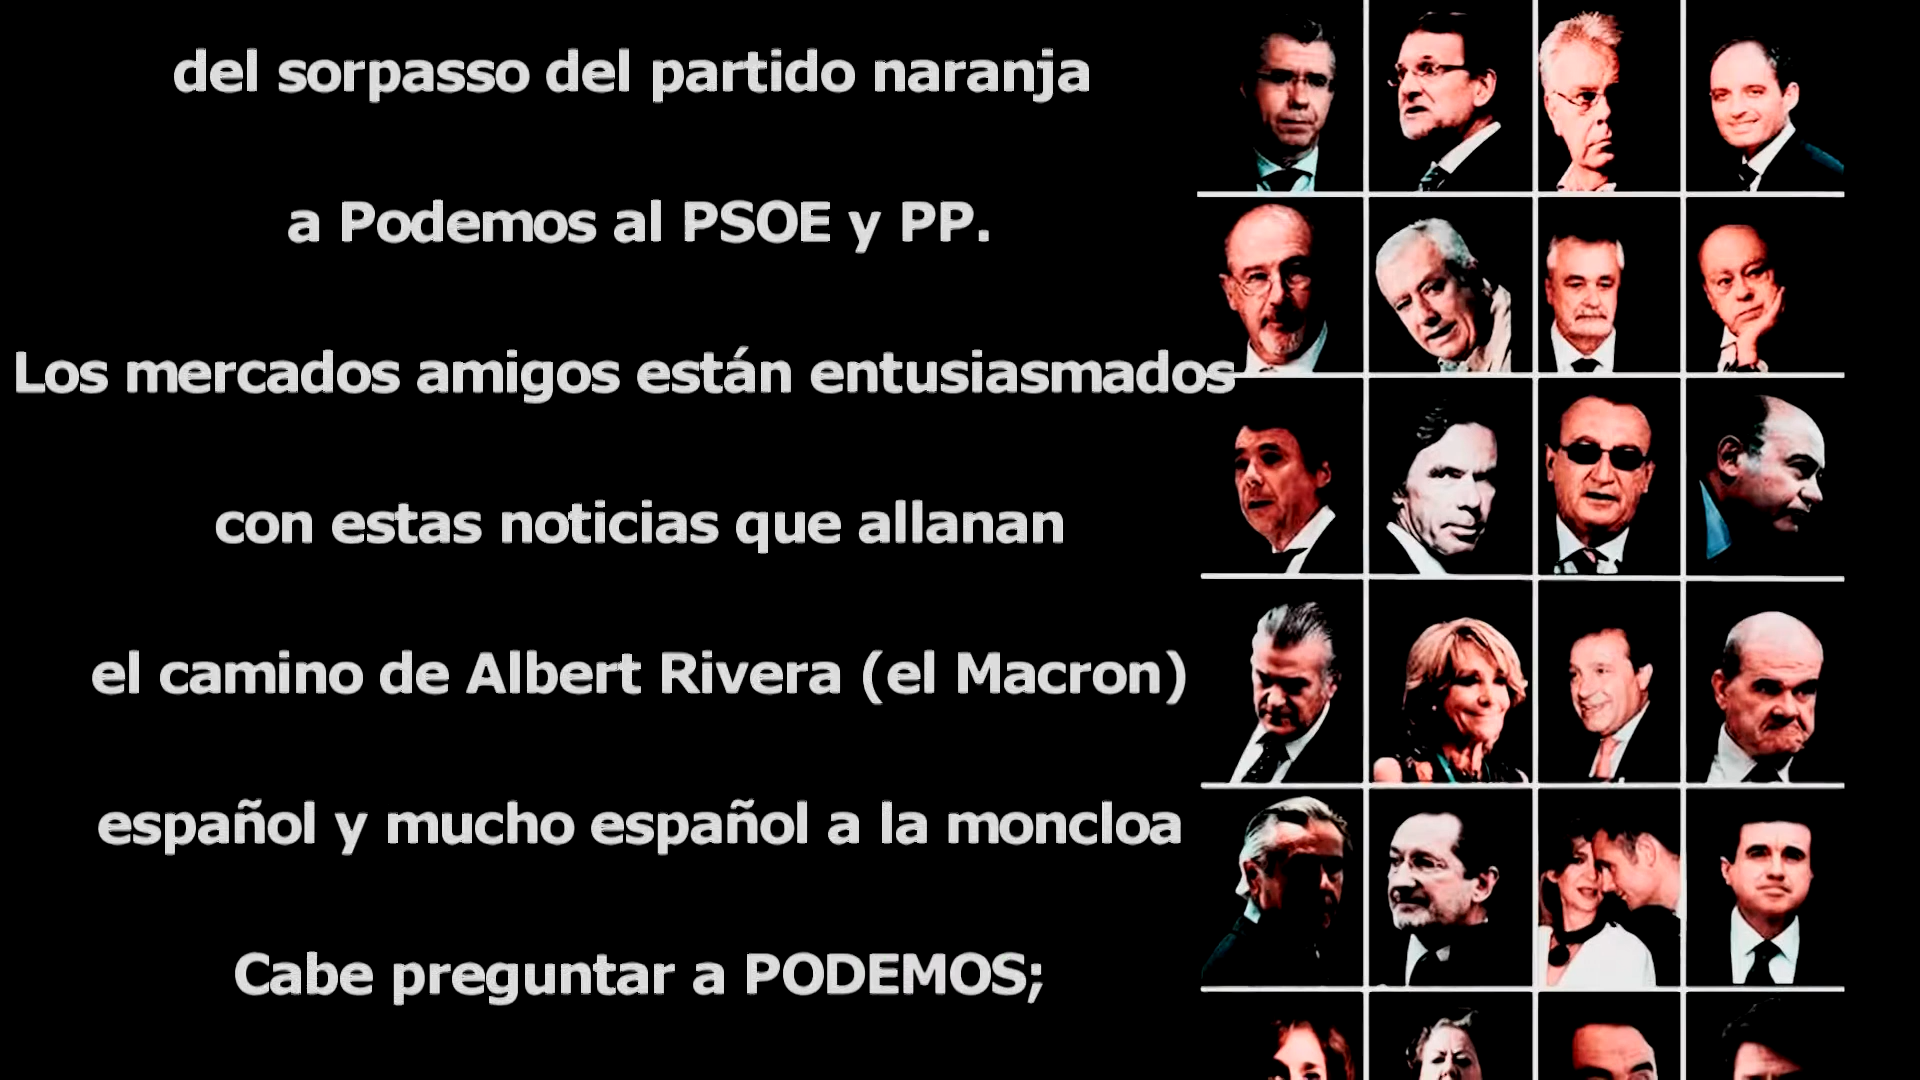 del sorpasso del partido naranja
a Podemos al PSOE y PP.
Los mercados amigos están entusiasmados
con estas noticias que allanan
el camino de Albert Rivera (el Macron)
español y mucho español a la moncloa
Cabe preguntar a PODEMOS;